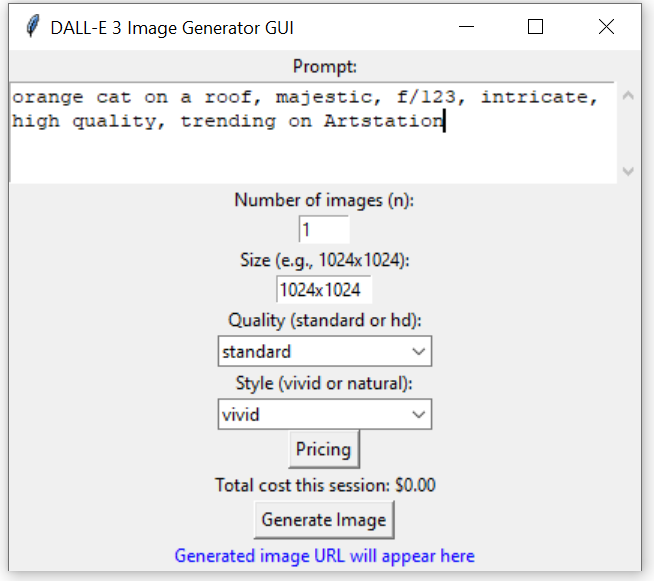 DALL-E 3 Image Generator GUI
Prompt:
orange cat on a roof, majestic, f/123, intricate,
high quality, trending on Artstation
Number of images (n):
1
Size (e.g., 1024x1024):
1024x1024
Quality (standard or hd):
standard
Style (vivid or natural):
vivid
Pricing
Total cost this session: $0.00
Generate Image
Generated image URL will appear here